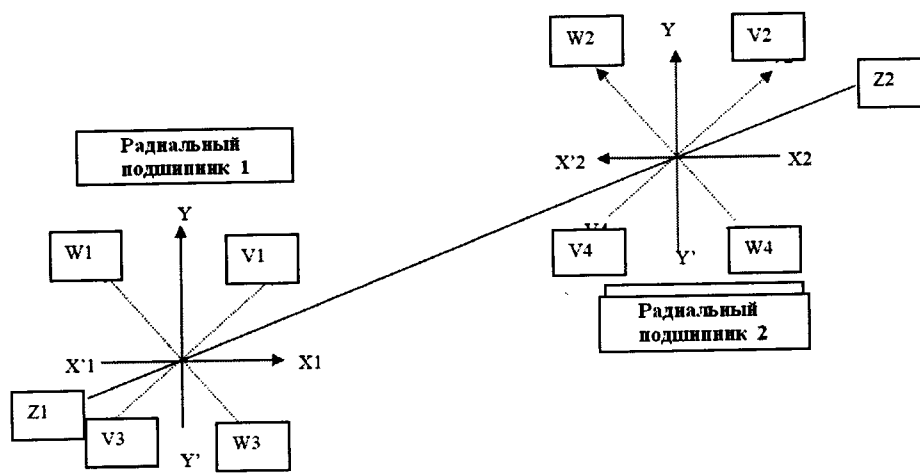 Y
W2
V2
Z2
Радиальный
подшипник 1
X'2
X2
Y
W1
V1
V4
W4
Y'
Радиальный
подшипник 2
X'1
X1
Z1
V3
W3
Y'